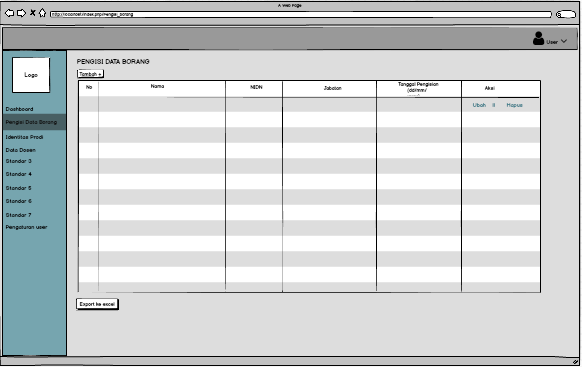 A Web Page
http://localhost/index.php/Pengisi_borang
User
Logo
PENGISI DATA BORANG
Tambah +
No
Nama
NIDN
Jabatan
Tanggal Pengisian
(dd/mm/
Aksi
Ubah || Hapus
Dashboard
Pengisi Data Borang
Identitas Prodi
Data Dosen
Standar 3
Standar 4
Standar 5
Standar 6
Standar 7
Pengaturan user
Export ke excel